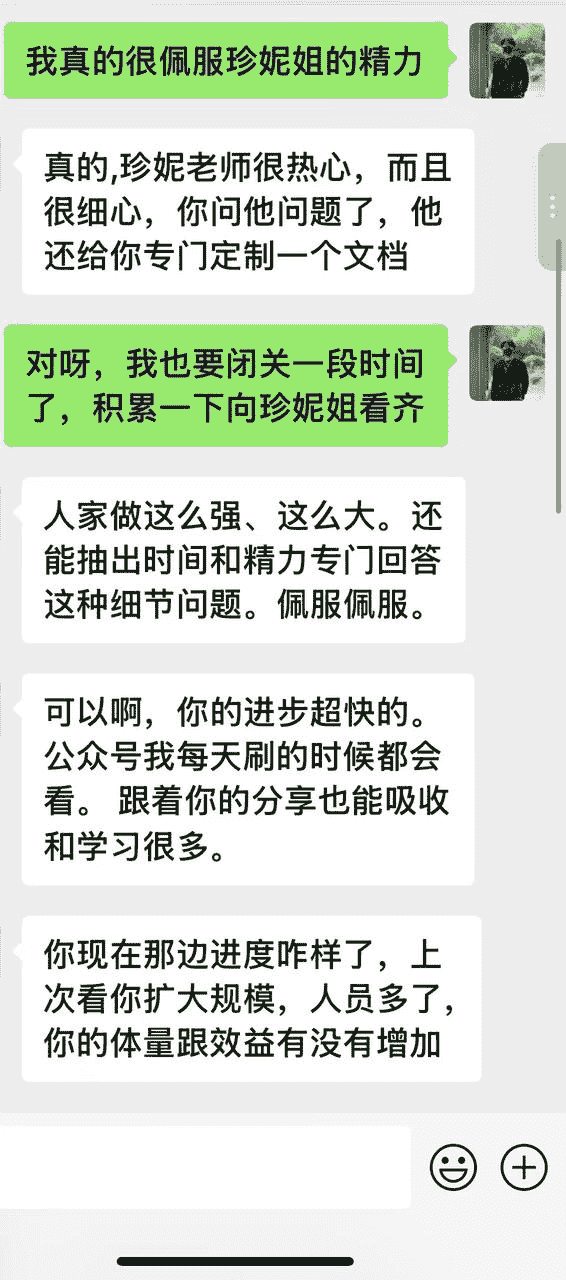 我真的很佩服珍妮姐的精力
真的,珍妮老师很热心，而且
很细心，你问他问题了，他
还给你专门定制一个文档
对呀，我也要闭关一段时间
了，积累一下向珍妮姐看齐
人家做这么强、这么大。还
能抽出时间和精力专门回答
这种细节问题。佩服佩服。
可以啊，你的进步超快的。
公众号我每天刷的时候都会
看。 跟着你的分享也能吸收
和学习很多。
你现在那边进度咋样了，上
次看你扩大规模，人员多了，
你的体量跟效益有没有增加